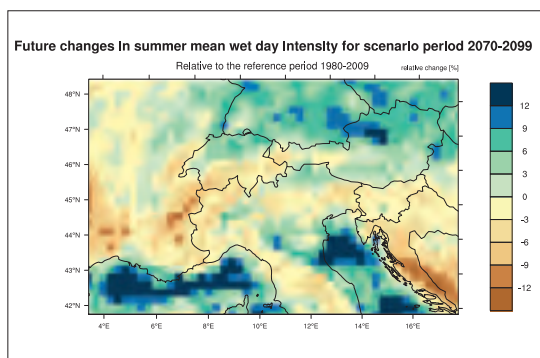 Future changes in summer mean wet day intensity for scenario period 2070-2099
Relative to the reference period 1980-2009
relative change [%]
48°N
47°N
46°N
45°N
44°N
43°N
42°N
4°E 6°E 8°E 10°E 12°E 14°E 16°E
12
9
6
3
0
-3
-6
-9
-12